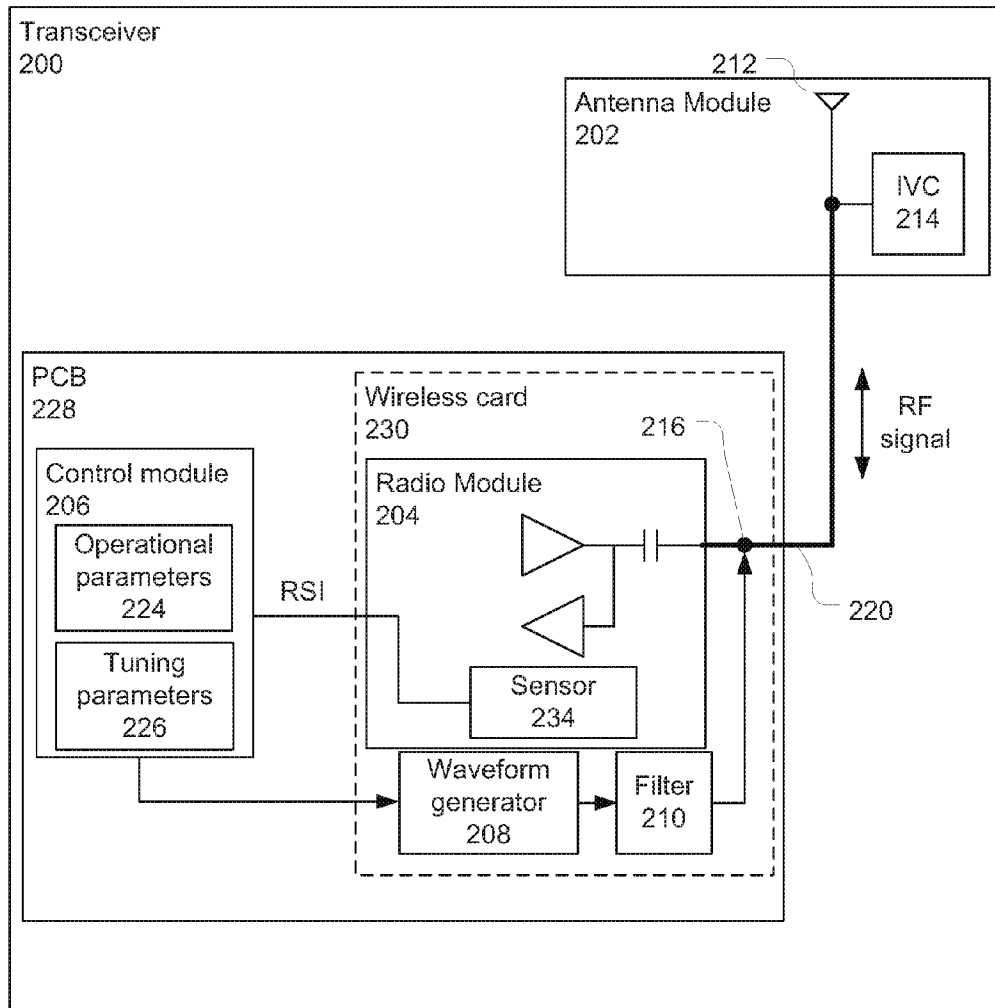 Transceiver
200
212
Antenna Module
202
IVC
214
PCB
228
Wireless card
230
216
RF
signal
Control module
206
Radio Module
204
Operational
parameters
224
RSI
220
Tuning
parameters
226
Sensor
234
Waveform
generator
208
Filter
210